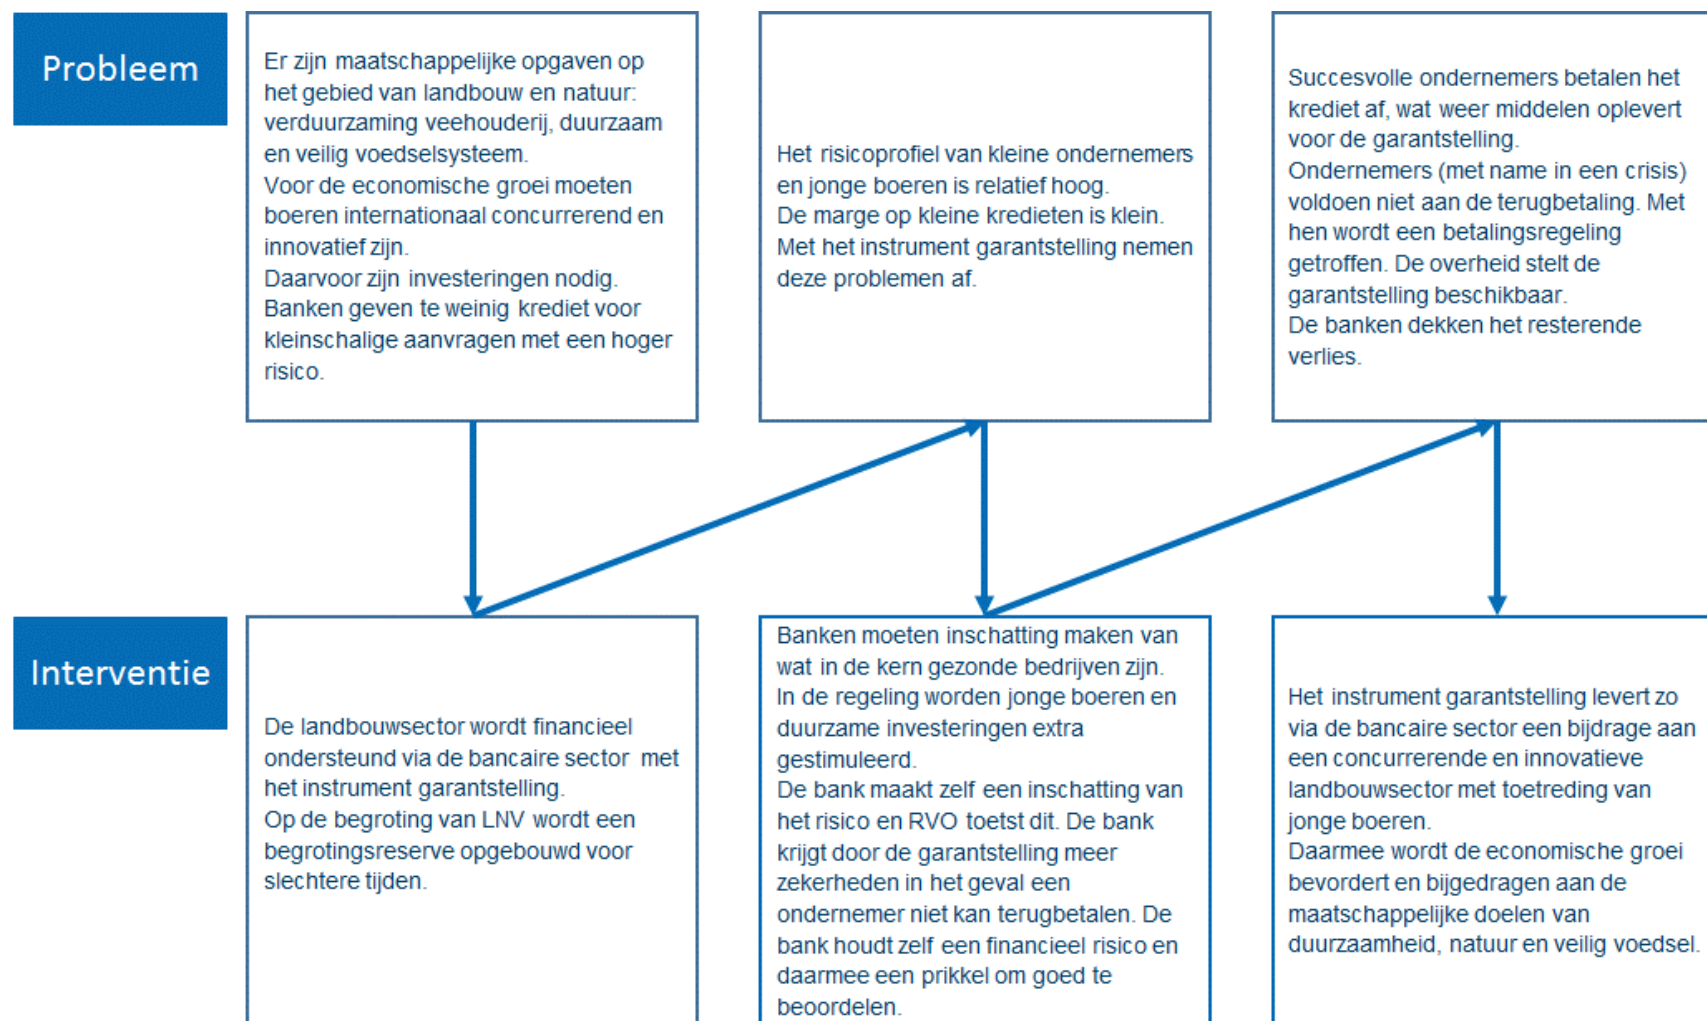 Probleem
Er zijn maatschappelijke opgaven op
het gebied van landbouw en natuur:
verduurzaming veehouderij, duurzaam
en veilig voedselsysteem.
Voor de economische groei moeten
boeren internationaal concurrerend en
innovatief zijn.
Daarvoor zijn investeringen nodig.
Banken geven te weinig krediet voor
kleinschalige aanvragen met een hoger
risico.
Het risicoprofiel van kleine ondernemers
en jonge boeren is relatief hoog.
De marge op kleine kredieten is klein.
Met het instrument garantstelling nemen
deze problemen af.
Succesvolle ondernemers betalen het
krediet af, wat weer middelen oplevert
voor de garantstelling.
Ondernemers (met name in een crisis)
voldoen niet aan de terugbetaling. Met
hen wordt een betalingsregeling
getroffen. De overheid stelt de
garantstelling beschikbaar.
De banken dekken het resterende
verlies.
Interventie
De landbouwsector wordt financieel
ondersteund via de bancaire sector met
het instrument garantstelling.
Op de begroting van LNV wordt een
begrotingsreserve opgebouwd voor
slechtere tijden.
Banken moeten inschatting maken van
wat in de kern gezonde bedrijven zijn.
In de regeling worden jonge boeren en
duurzame investeringen extra
gestimuleerd.
De bank maakt zelf een inschatting van
het risico en RVO toetst dit. De bank
krijgt door de garantstelling meer
zekerheden in het geval een
ondernemer niet kan terugbetalen. De
bank houdt zelf een financieel risico en
daarmee een prikkel om goed te
beoordelen.
Het instrument garantstelling levert zo
via de bancaire sector een bijdrage aan
een concurrerende en innovatieve
landbouwsector met toetreding van
jonge boeren.
Daarmee wordt de economische groei
bevordert en bijgedragen aan de
maatschappelijke doelen van
duurzaamheid, natuur en veilig voedsel.